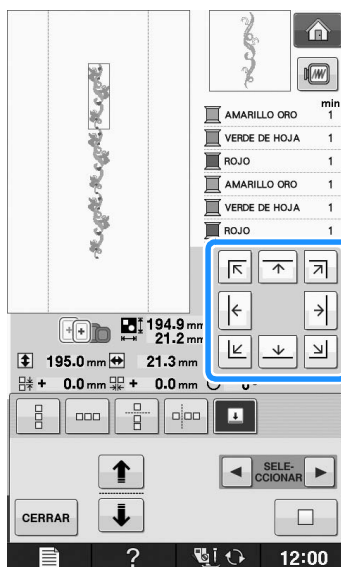 min
AMARILLO ORO 1
VERDE DE HOJA 1
ROJO 1
AMARILLO ORO 1
VERDE DE HOJA 1
ROJO 1
194.9 mm
21.2 mm
195.0 mm 21.3 mm
+ 0.0 mm + 0.0 mm 0°
SELE-
CCIONAR
CERRAR
? 12:00